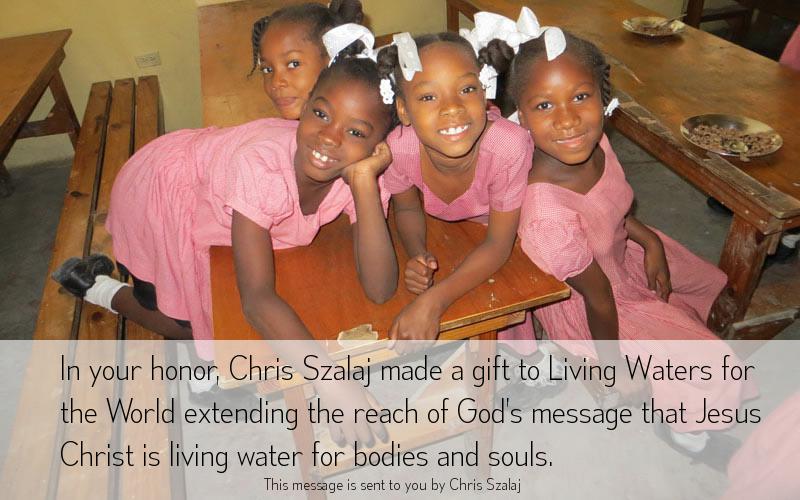 In your honor, Chris Szalaj made a gift to Living Waters for
the World extending the reach of God's message that Jesus
Christ is living water for bodies and souls.
This message is sent to you by Chris Szalaj